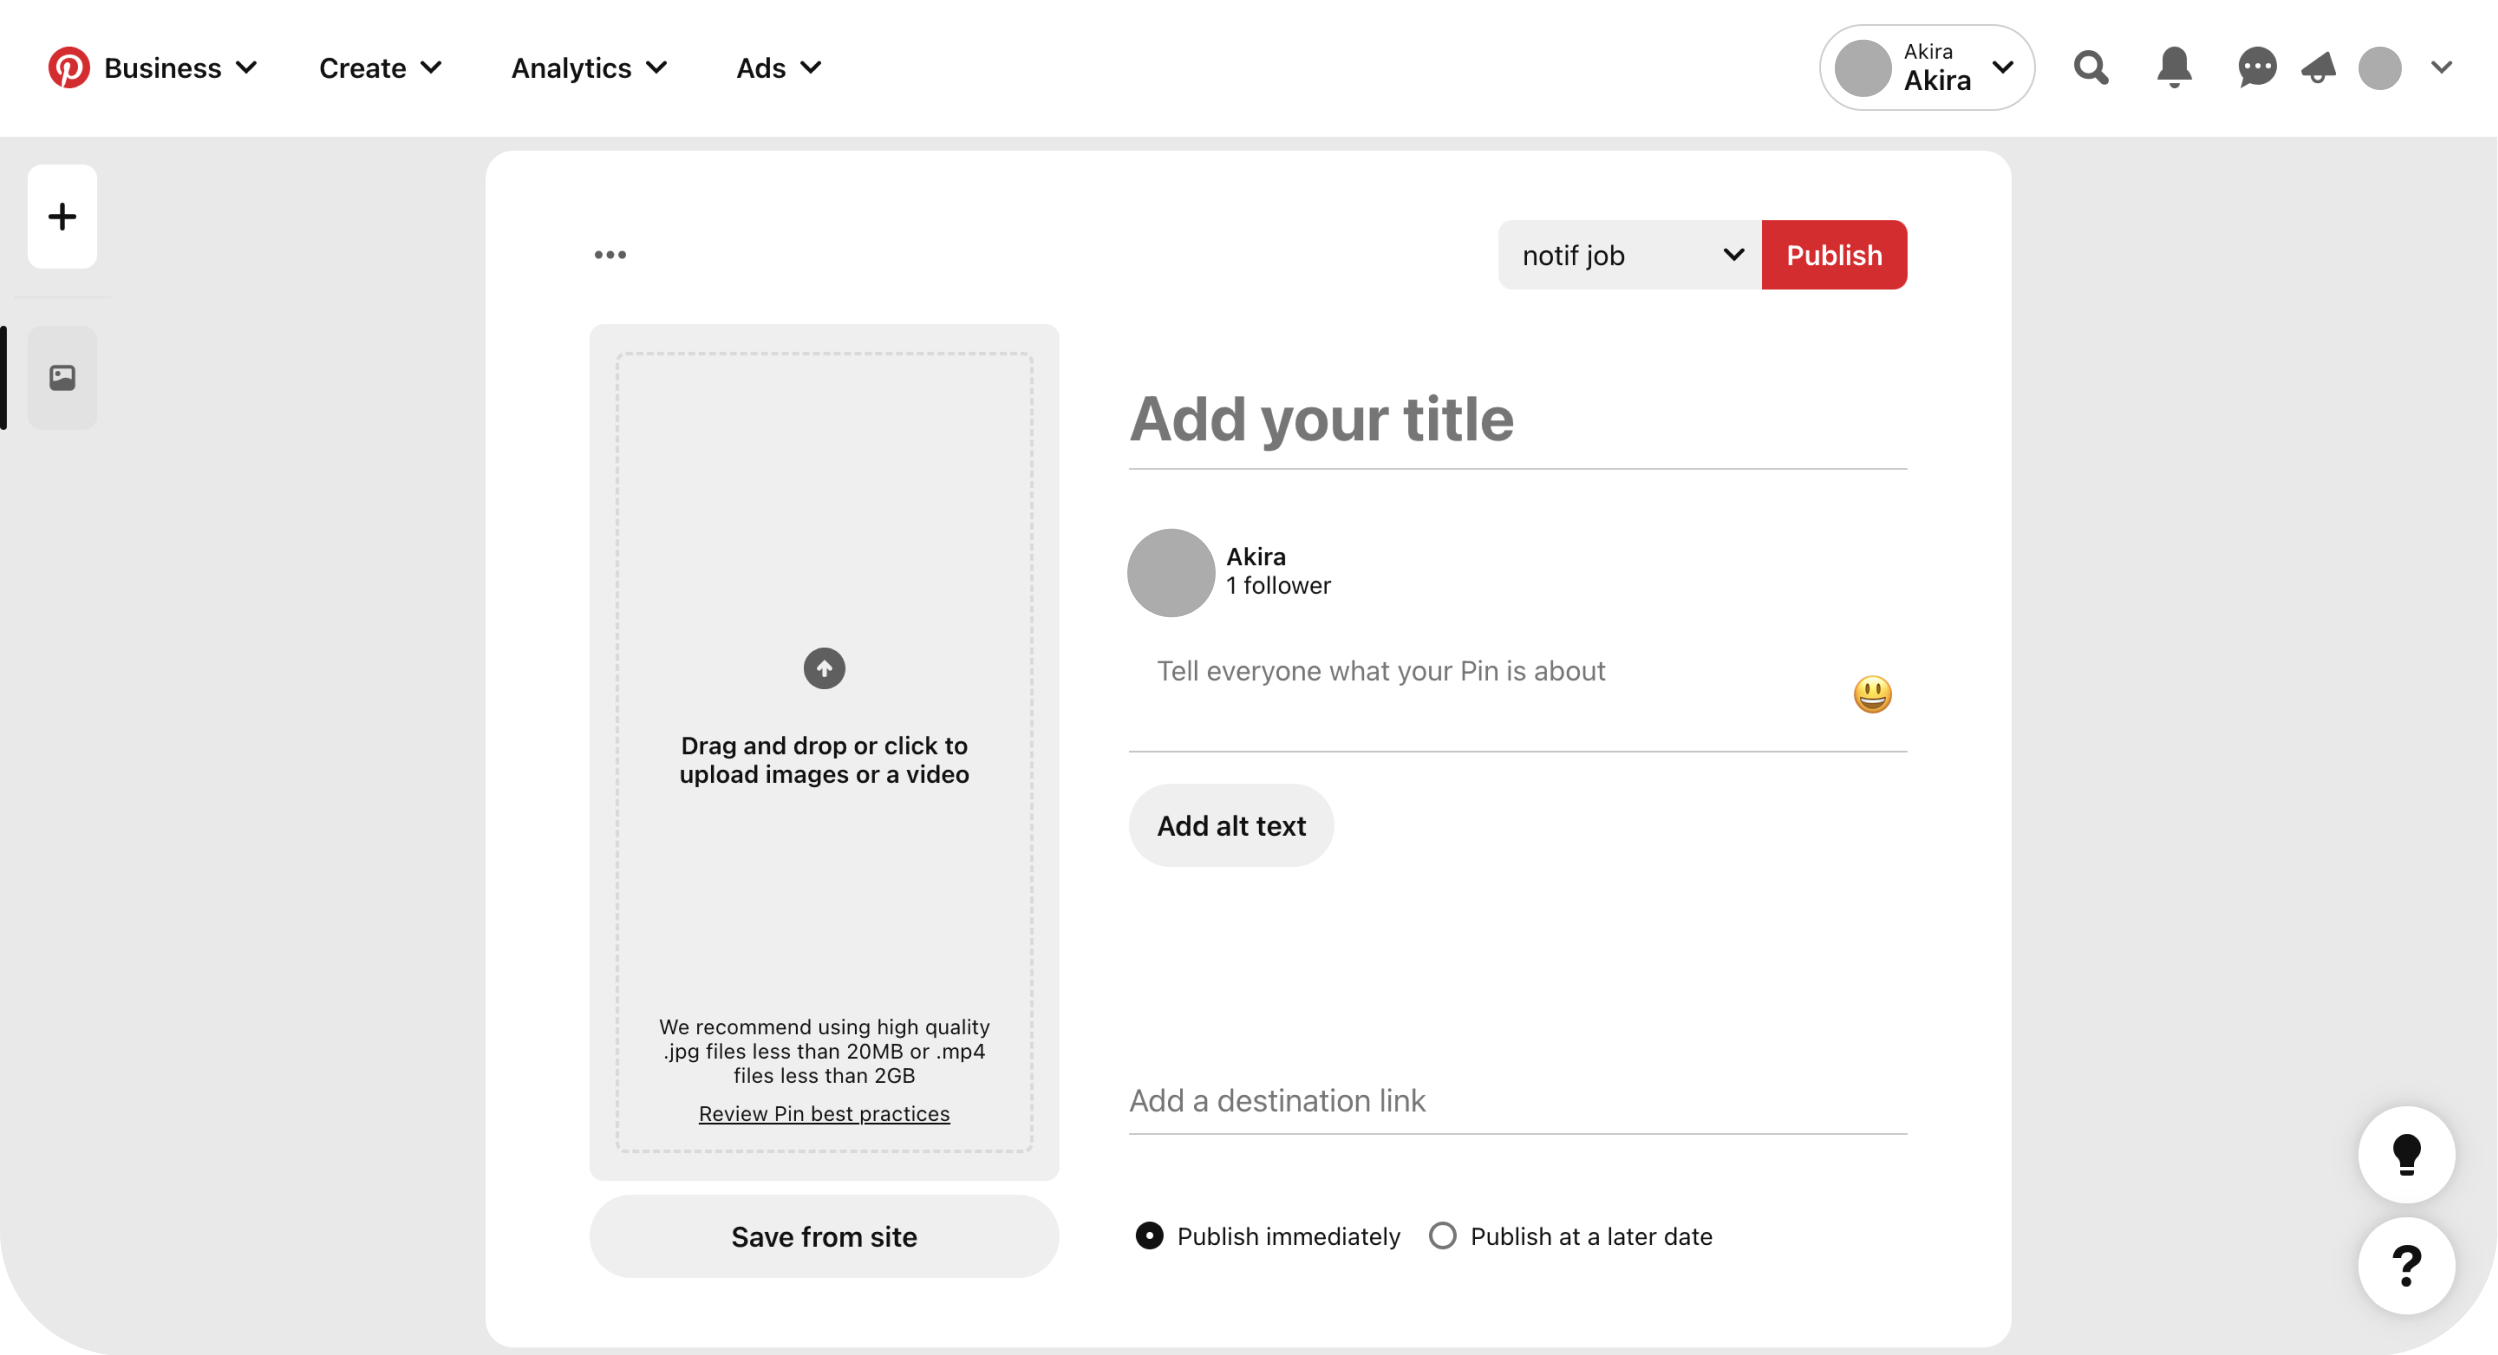 Business
Create
Analytics
Ads
Akira
Akira
notif job
Publish
Add your title
Akira
1 follower
Tell everyone what your Pin is about
Drag and drop or click to
upload images or a video
Add alt text
We recommend using high quality
.jpg files less than 20MB or .mp4
files less than 2GB
Review Pin best practices
Add a destination link
Save from site
Publish immediately
Publish at a later date
?